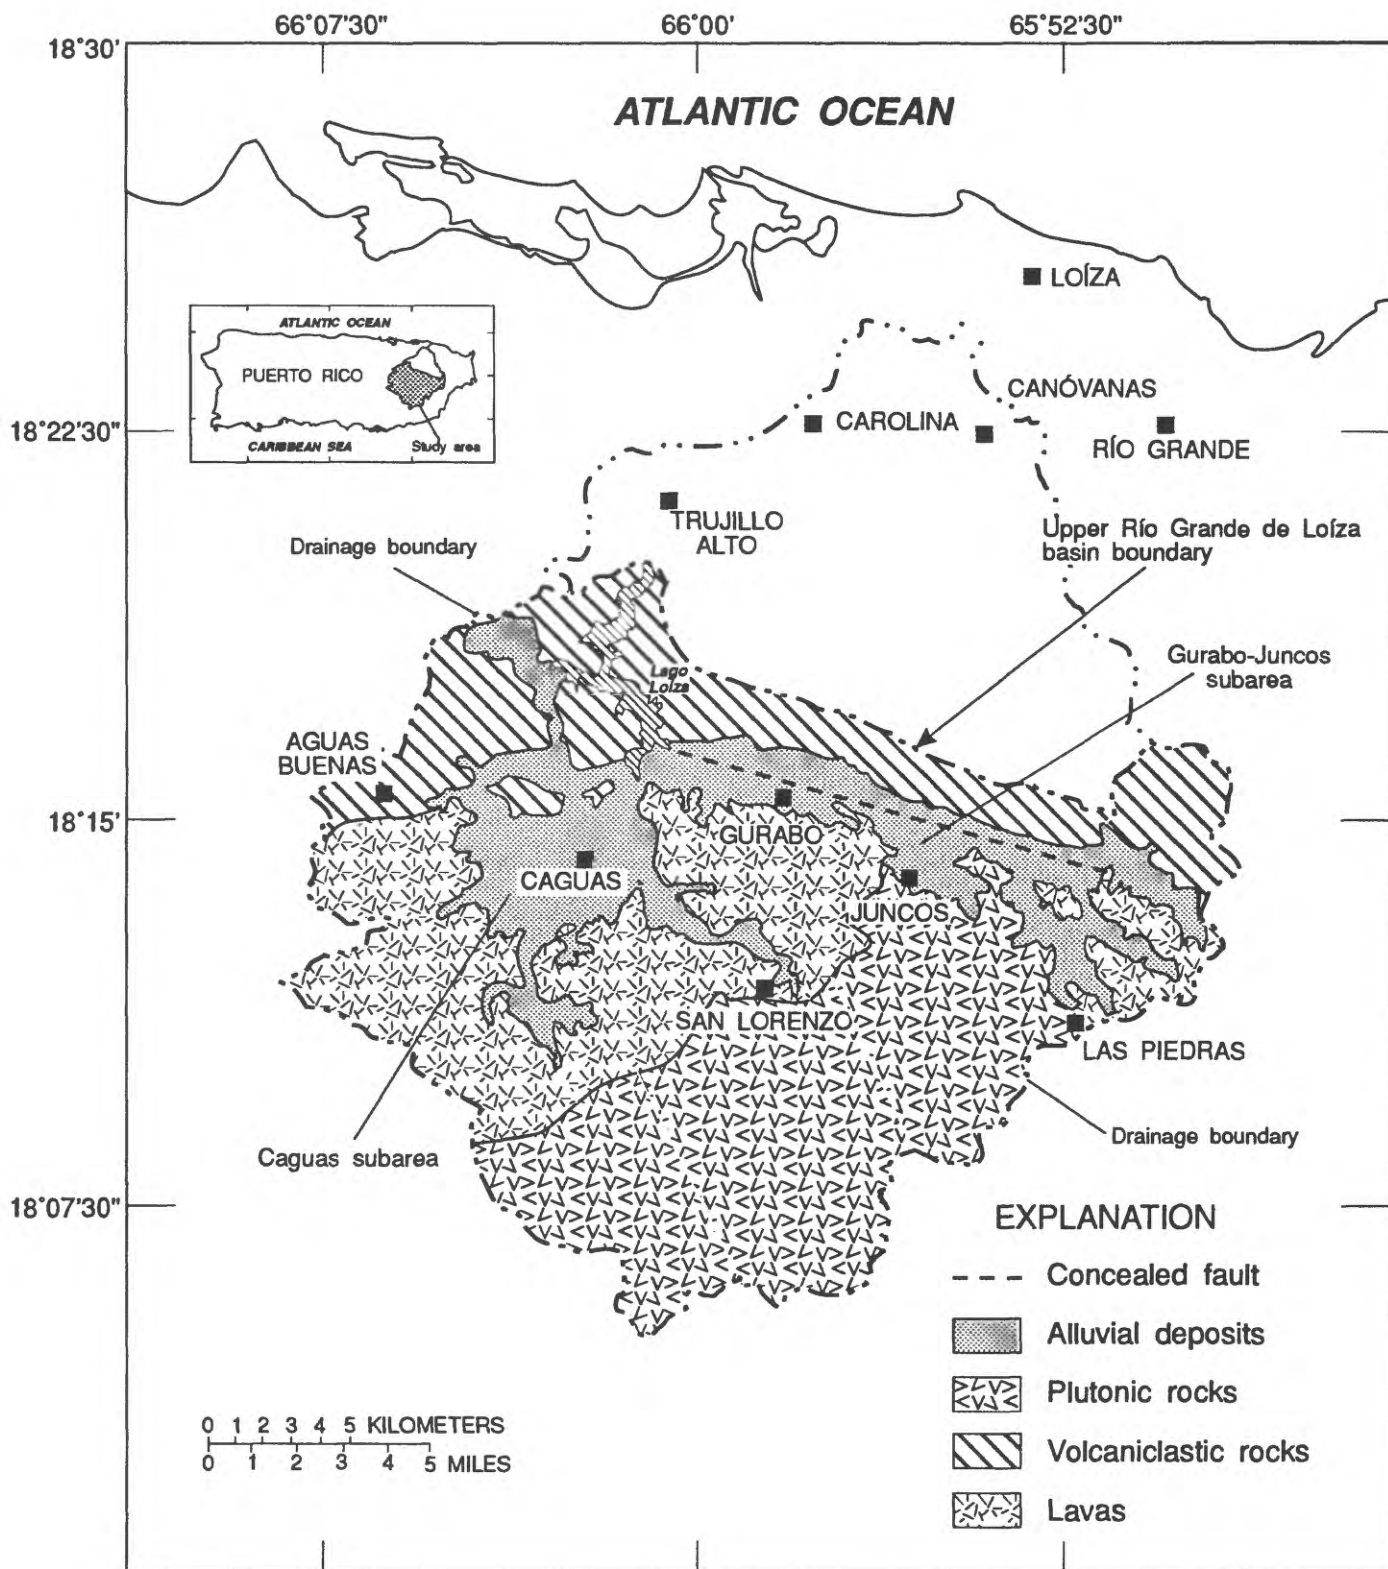 66°07'30"
66°00'
65°52'30"
18°30'
ATLANTIC OCEAN
LOÍZA
ATLANTIC OCEAN
PUERTO RICO
CARIBBEAN SEA
Study area
CANÓVANAS
18°22'30"
CAROLINA
RÍO GRANDE
TRUJILLO
ALTO
Upper Río Grande de Loíza
basin boundary
Drainage boundary
Gurabo-Juncos
subarea
Lago
Loíza
AGUAS
BUENAS
18°15'
GURABO
CAGUAS
JUNCOS
SAN LORENZO
LAS PIEDRAS
Drainage boundary
Caguas subarea
18°07'30"
EXPLANATION
Concealed fault
Alluvial deposits
Plutonic rocks
Volcaniclastic rocks
Lavas
0 1 2 3 4 5 KILOMETERS
0 1 2 3 4 5 MILES